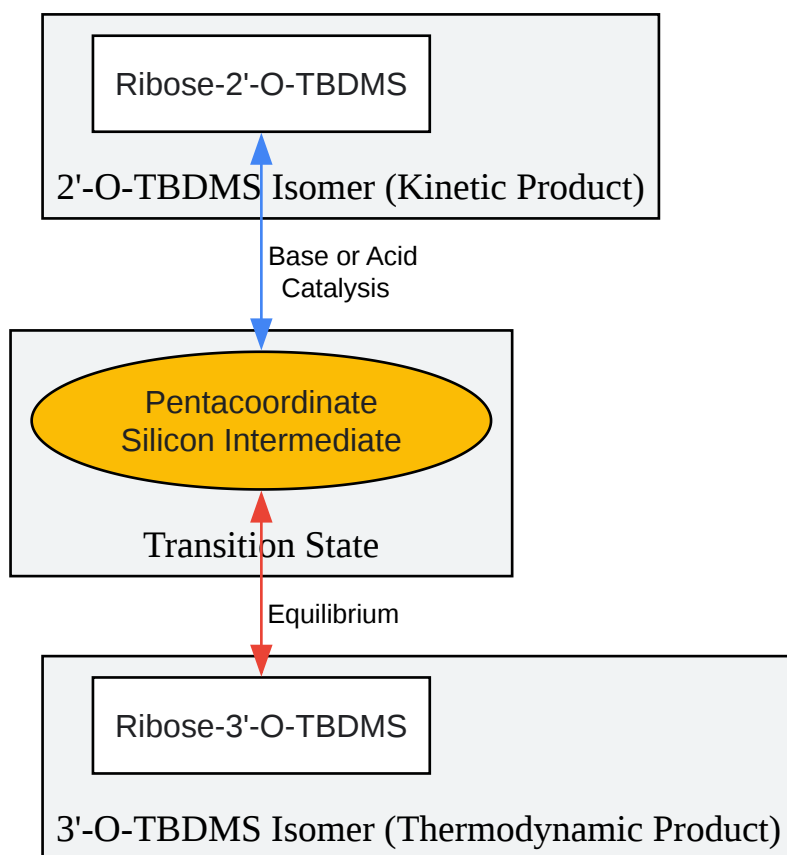 Ribose-2'-O-TBDMS
2'-O-TBDMS Isomer (Kinetic Product)
Base or Acid
Catalysis
Pentacoordinate
Silicon Intermediate
Transition State
Equilibrium
Ribose-3'-O-TBDMS
3'-O-TBDMS Isomer (Thermodynamic Product)